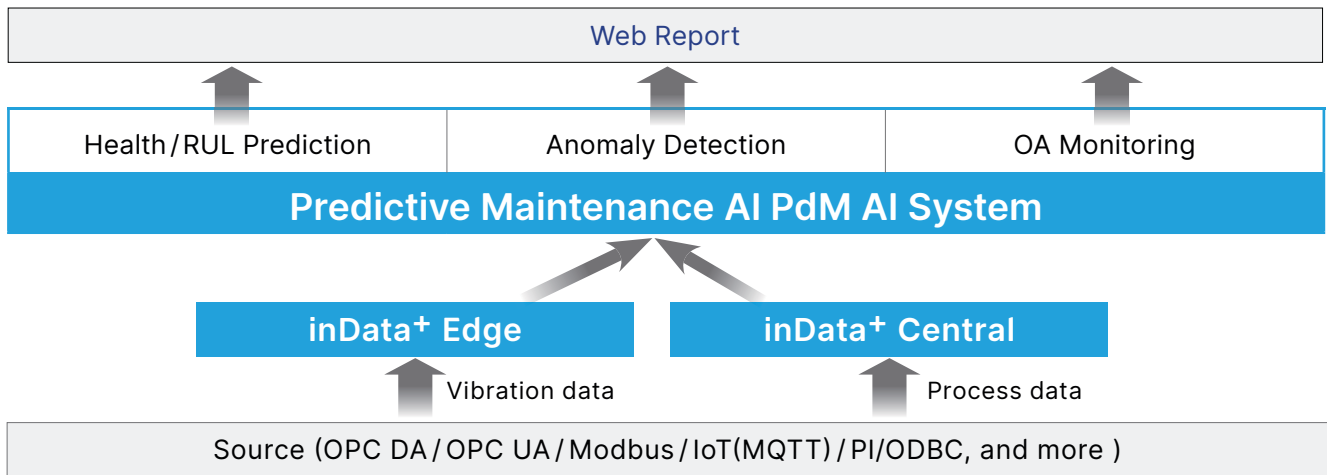 Web Report
Health/RUL Prediction
Anomaly Detection
OA Monitoring
Predictive Maintenance AI PdM AI System
inData+ Edge
inData+ Central
Vibration data
Process data
Source (OPC DA/OPC UA/Modbus/IoT(MQTT)/PI/ODBC, and more )